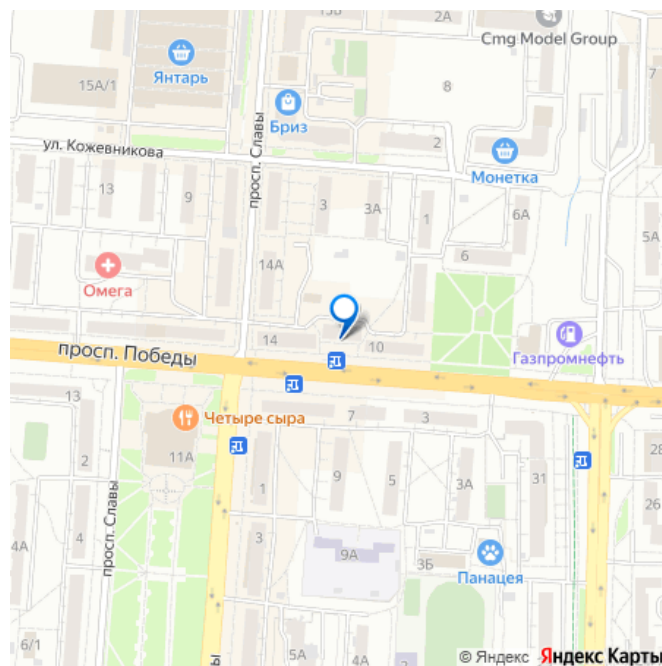 2А
Cmg Model Group
8
7
Янтарь
15А/1
Бриз
просп. Славы
2
Монетка
ул. Кожевникова
13
9
3
3А
1
6А
5А
6
14А
Омега
14
10
Газпромнефть
просп. Победы
13
Четыре сыра
7
3
11А
2
28
9
5
3А
31
26
1
просп. Славы
4А
4
3
9А
3Б
Панацея
6/1
4А
© Яндекс Яндекс Карты